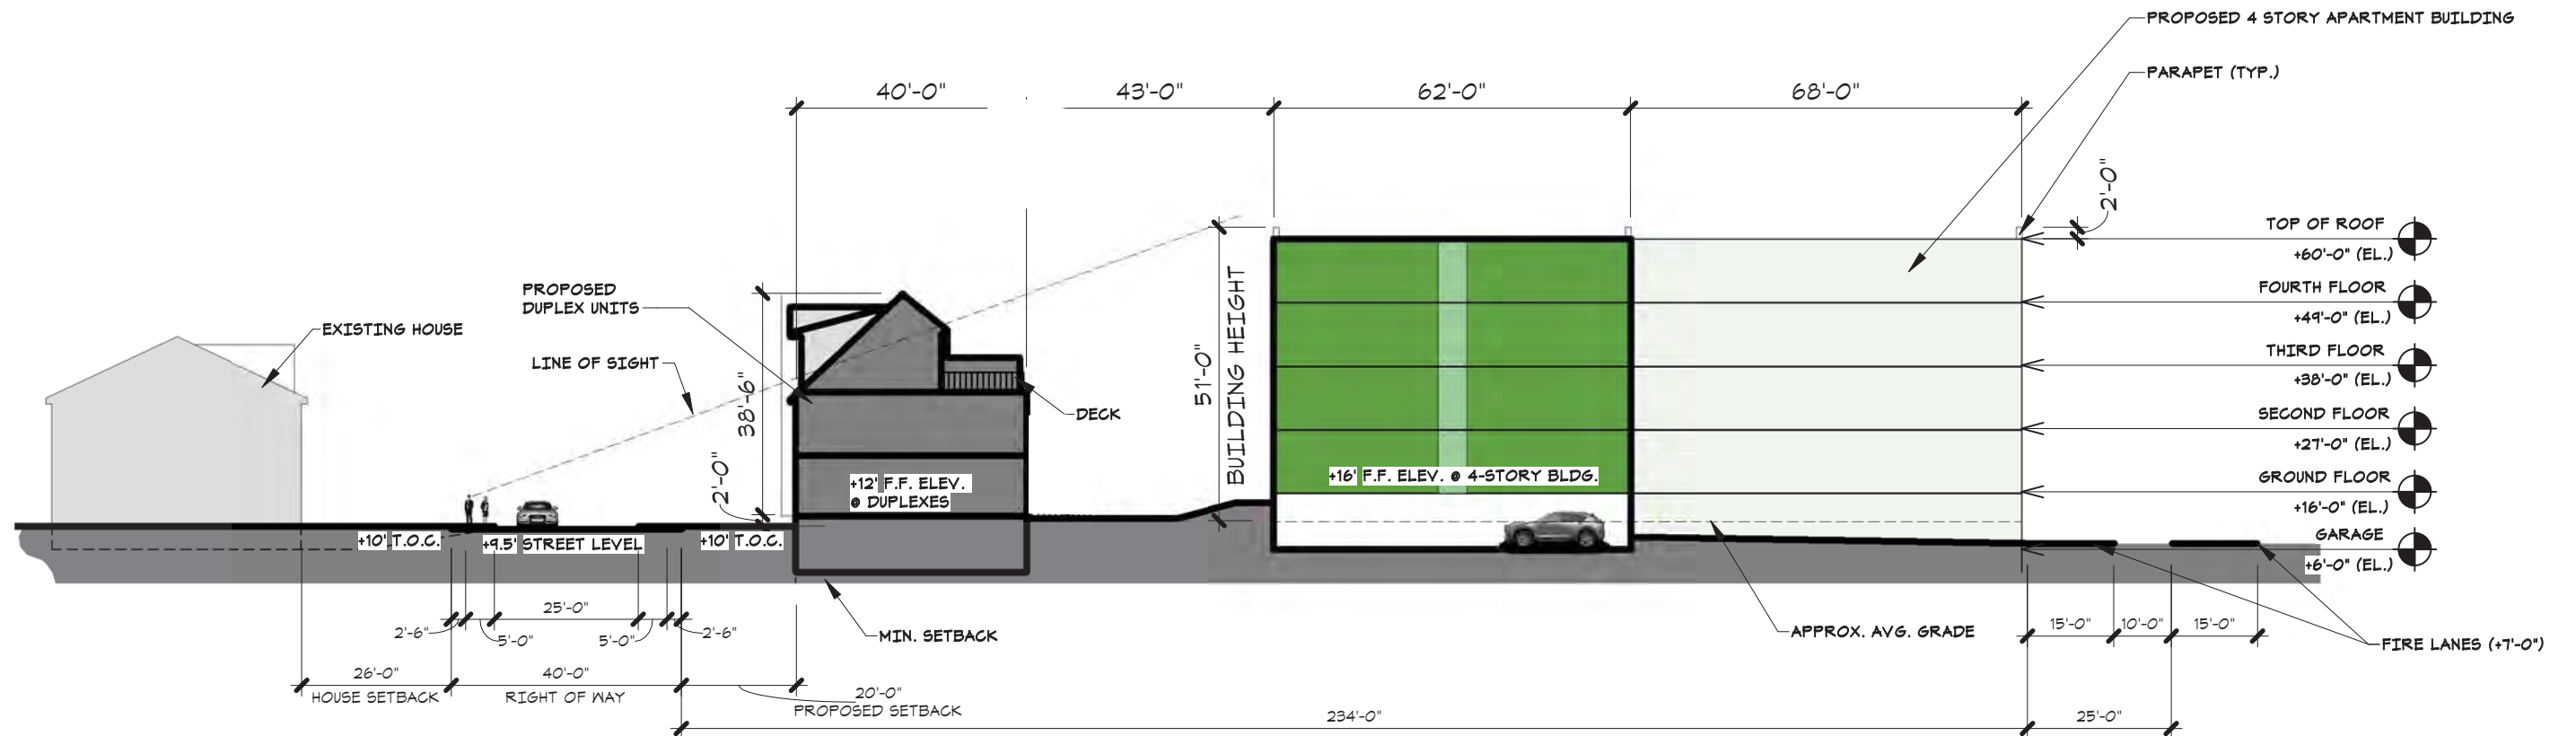 PROPOSED 4 STORY APARTMENT BUILDING
PARAPET (TYP.)
40'-0"
43'-0"
62'-0"
68'-0"
2'-0"
TOP OF ROOF
+60'-0" (EL.)
FOURTH FLOOR
+49'-0" (EL.)
THIRD FLOOR
+38'-0" (EL.)
SECOND FLOOR
+27'-0" (EL.)
GROUND FLOOR
+16'-0" (EL.)
GARAGE
+6'-0" (EL.)
PROPOSED
DUPLEX UNITS
EXISTING HOUSE
LINE OF SIGHT
38'-6"
2'-0"
DECK
51'-0"
BUILDING HEIGHT
+12' F.F. ELEV.
@ DUPLEXES
+16' F.F. ELEV. @ 4-STORY BLDG.
+10' T.O.C.
+9.5' STREET LEVEL
+10' T.O.C.
25'-0"
2'-6"
5'-0"
5'-0"
2'-6"
MIN. SETBACK
APPROX. AVG. GRADE
15'-0"
10'-0"
15'-0"
FIRE LANES (+7'-0")
26'-0"
HOUSE SETBACK
40'-0"
RIGHT OF WAY
20'-0"
PROPOSED SETBACK
234'-0"
25'-0"